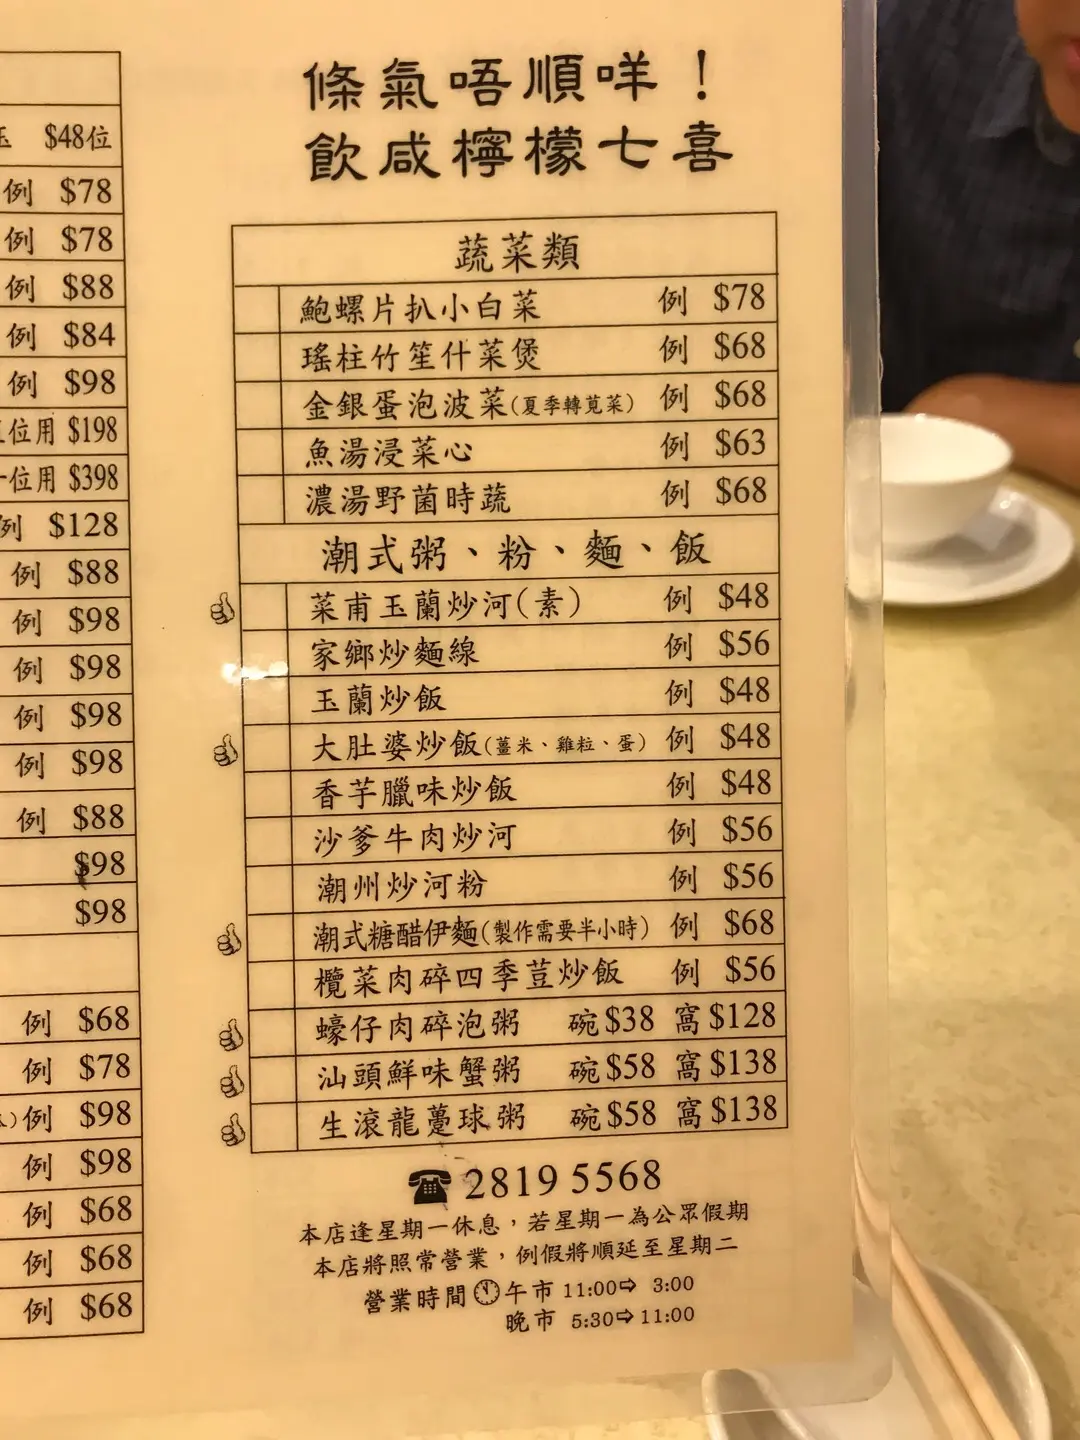 $48位
例 $78
例 $78
例 $88
例 $84
例 $98
位用 $198
位用 $398
例 $128
例 $88
例 $98
例 $98
例 $98
例 $98
例 $88
$98
$98
例 $68
例 $78
例 $98
例 $98
例 $68
例 $68
例 $68
條氣唔順咩！
飲咸檸檬七喜
蔬菜類
鮑螺片扒小白菜 例 $78
瑤柱竹笙什菜煲 例 $68
金銀蛋泡波菜(夏季轉莧菜) 例 $68
魚湯浸菜心 例 $63
濃湯野菌時蔬 例 $68
潮式粥、粉、麵、飯
菜甫玉蘭炒河(素) 例 $48
家鄉炒麵線 例 $56
玉蘭炒飯 例 $48
大肚婆炒飯(薑米、雞粒、蛋) 例 $48
香芋臘味炒飯 例 $48
沙爹牛肉炒河 例 $56
潮州炒河粉 例 $56
潮式糖醋伊麵(製作需要半小時) 例 $68
欖菜肉碎四季荳炒飯 例 $56
蠔仔肉碎泡粥 碗$38 窩$128
汕頭鮮味蟹粥 碗$58 窩$138
生滾龍躉球粥 碗$58 窩$138
☎2819 5568
本店逢星期一休息，若星期一為公眾假期
本店將照常營業，例假將順延至星期二
營業時間 午市 11:00⇨ 3:00
晚市 5:30⇨11:00